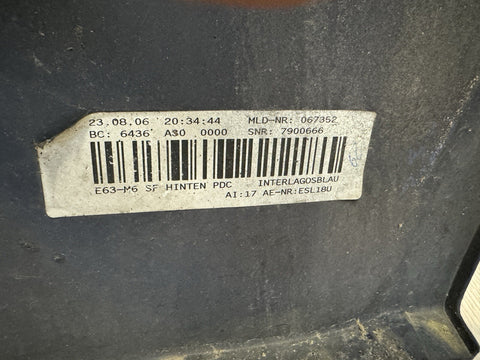 23.08.06 20:34:44 MLD-NR: 067352
BC: 6436' A$0 0000 SNR: 7900666
E63-M6 SF HINTEN PDC INTERLAGOSBLAU
AI:17 AE-NR:ESL18U